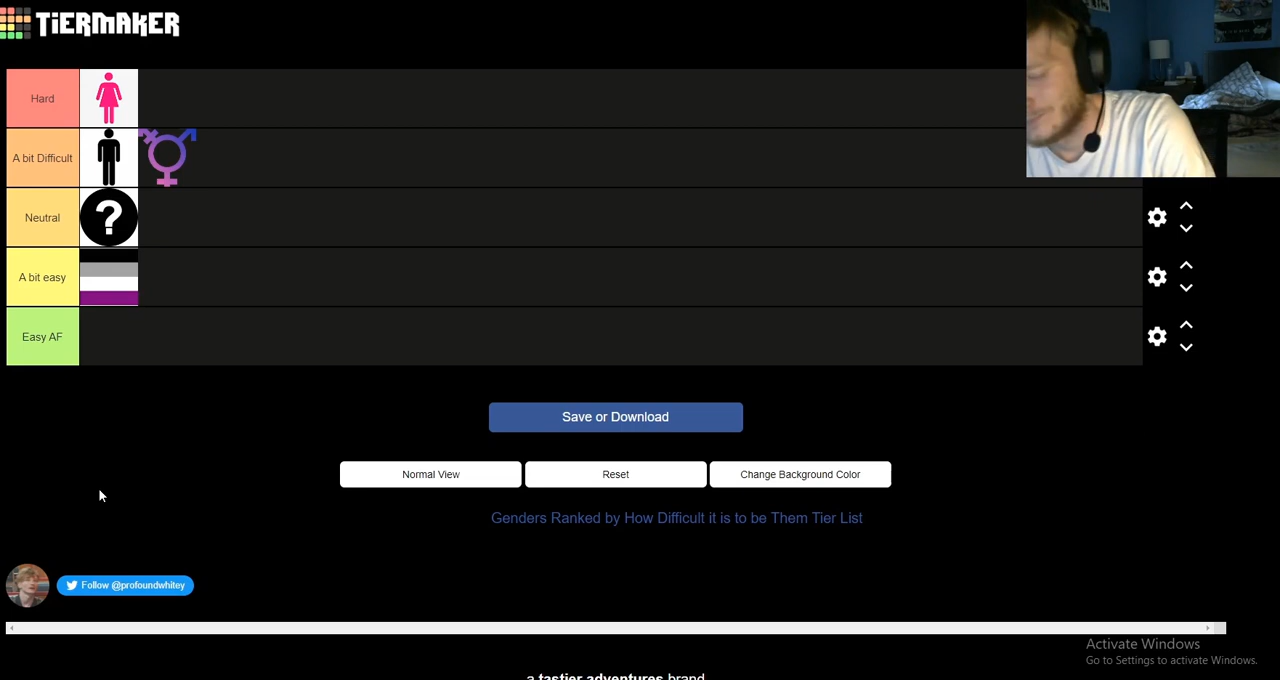 TiERMAKER
Hard
A bit Difficult
Neutral
?
A bit easy
Easy AF
Save or Download
Normal View
Reset
Change Background Color
Genders Ranked by How Difficult it is to be Them Tier List
Follow @profoundwhitey
Activate Windows
Go to Settings to activate Windows.
a tastier adventures brand